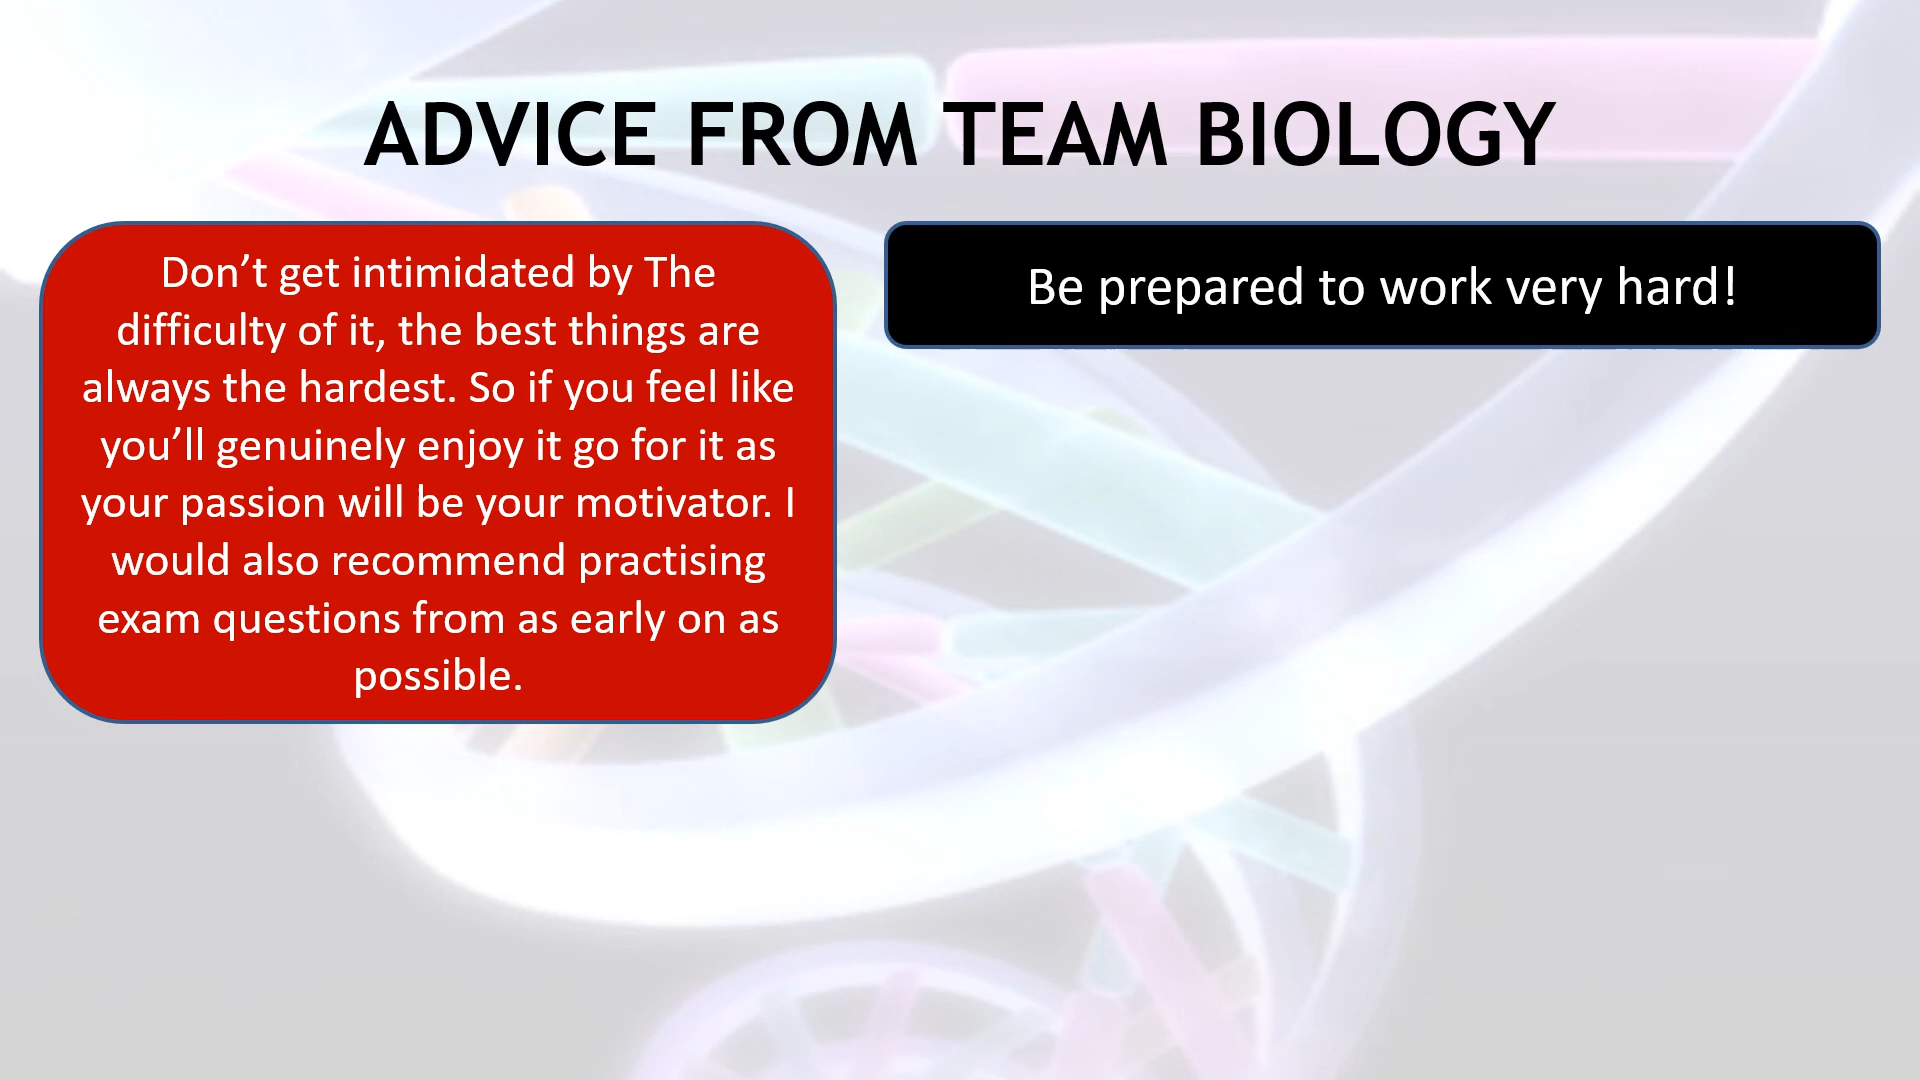 ADVICE FROM TEAM BIOLOGY
Don’t get intimidated by The
difficulty of it, the best things are
always the hardest. So if you feel like
you’ll genuinely enjoy it go for it as
your passion will be your motivator. I
would also recommend practising
exam questions from as early on as
possible.
Be prepared to work very hard!